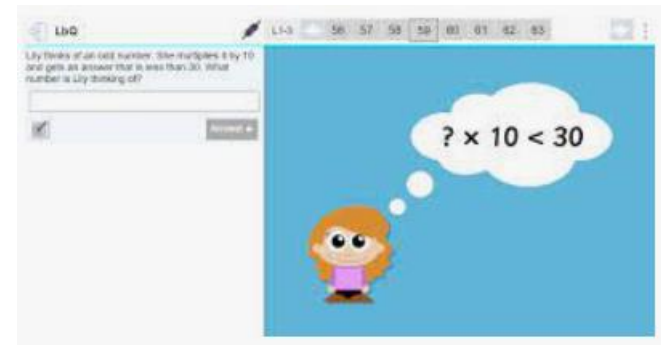 LbQ
L1-3 56 57 58 59 60 61 62 63
Lily thinks of an odd number. She multiplies it by 10
and gets an answer that is less than 30. What
number is Lily thinking of?
Answer
? × 10 < 30